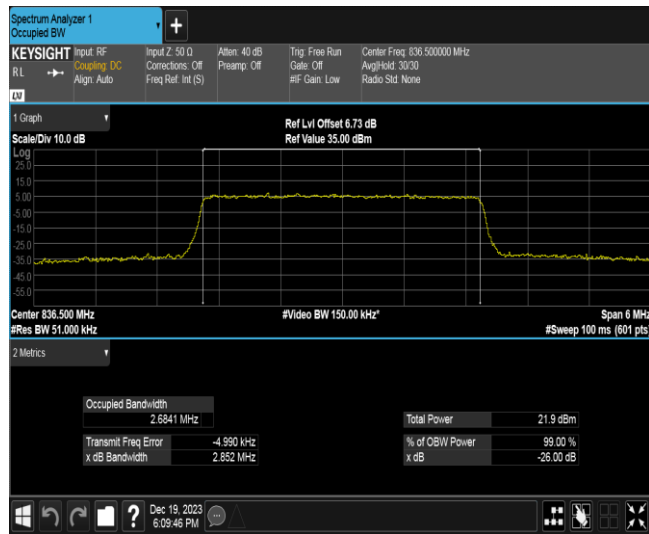 Spectrum Analyzer 1
Occupied BW
+
KEYSIGHT Input: RF Input Z: 50 Ω Atten: 40 dB Trig: Free Run Center Freq: 836.500000 MHz
RL Coupling: DC Corrections: Off Preamp: Off Gate: Off Avg|Hold: 30/30
Align: Auto Freq Ref: Int (S) #IF Gain: Low Radio Std: None
LXI
1 Graph Ref Lvl Offset 6.73 dB
Scale/Div 10.0 dB Ref Value 35.00 dBm
Log
25.0
15.0
5.00
-5.00
-15.0
-25.0
-35.0
-45.0
-55.0
Center 836.500 MHz #Video BW 150.00 kHz* Span 6 MHz
#Res BW 51.000 kHz #Sweep 100 ms (601 pts)
2 Metrics
Occupied Bandwidth
2.6841 MHz Total Power 21.9 dBm
Transmit Freq Error -4.990 kHz % of OBW Power 99.00 %
x dB Bandwidth 2.852 MHz x dB -26.00 dB
? Dec 19, 2023
6:09:46 PM